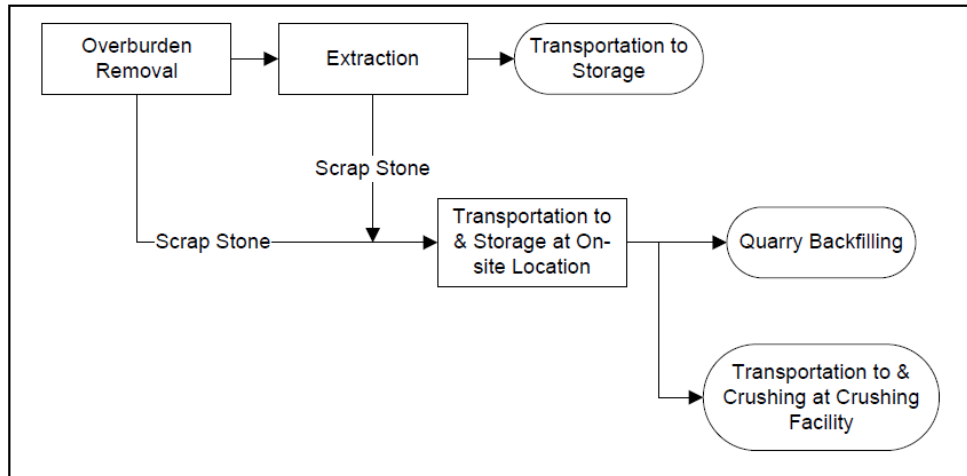 Overburden
Removal
Extraction
Transportation to
Storage
Scrap Stone
Scrap Stone
Transportation to
& Storage at On-
site Location
Quarry Backfilling
Transportation to &
Crushing at Crushing
Facility